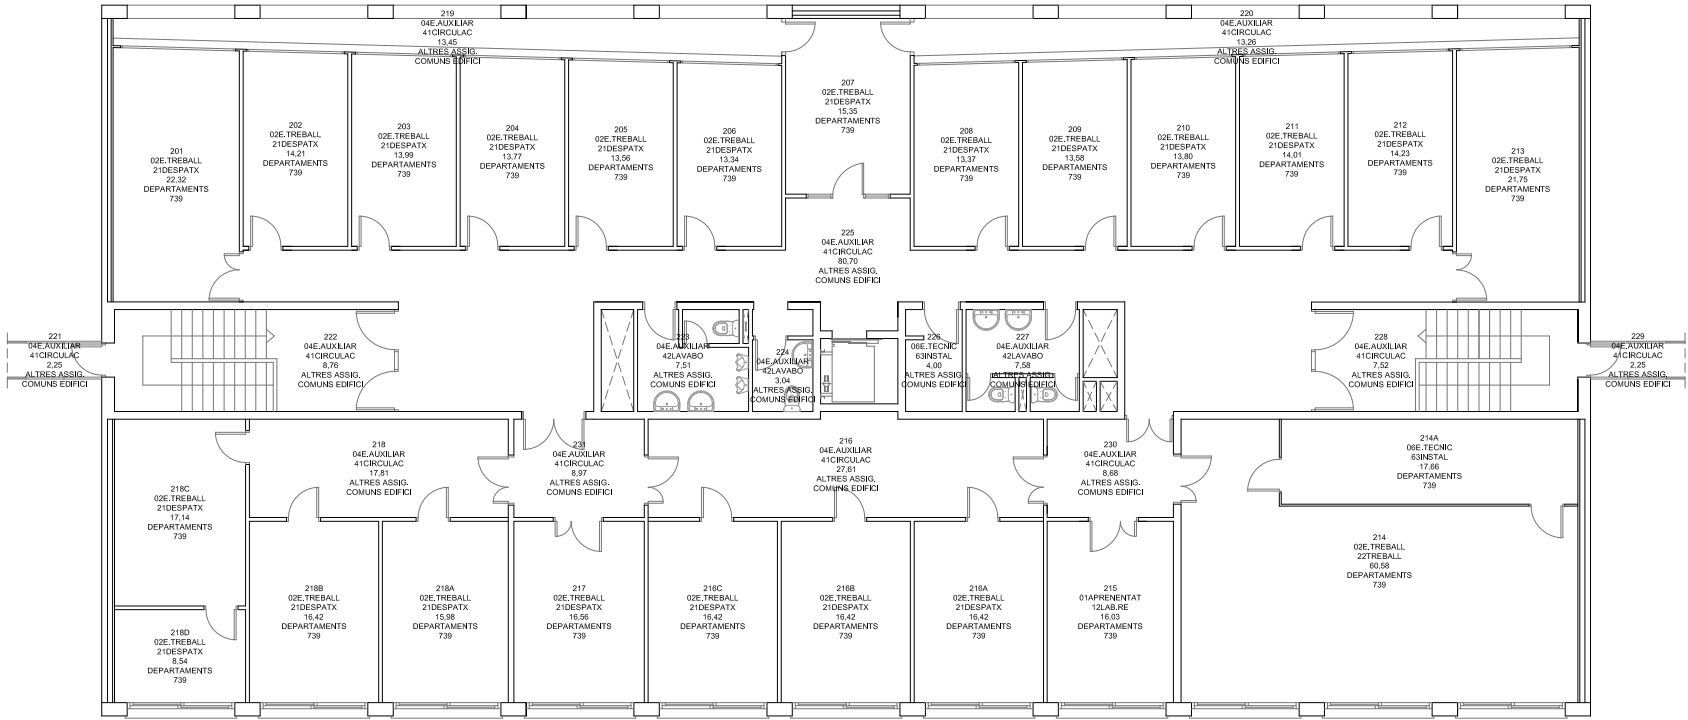 219
04E.AUXILIAR
41CIRCULAC
13,45
ALTRES ASSIG.
COMUNS EDIFICI
220
04E.AUXILIAR
41CIRCULAC
13,26
ALTRES ASSIG.
COMUNS EDIFICI
201
02E.TREBALL
21DESPATX
22,32
DEPARTAMENTS
739
202
02E.TREBALL
21DESPATX
14,21
DEPARTAMENTS
739
203
02E.TREBALL
21DESPATX
13,99
DEPARTAMENTS
739
204
02E.TREBALL
21DESPATX
13,77
DEPARTAMENTS
739
205
02E.TREBALL
21DESPATX
13,56
DEPARTAMENTS
739
206
02E.TREBALL
21DESPATX
13,34
DEPARTAMENTS
739
207
02E.TREBALL
21DESPATX
15,35
DEPARTAMENTS
739
208
02E.TREBALL
21DESPATX
13,37
DEPARTAMENTS
739
209
02E.TREBALL
21DESPATX
13,58
DEPARTAMENTS
739
210
02E.TREBALL
21DESPATX
13,80
DEPARTAMENTS
739
211
02E.TREBALL
21DESPATX
14,01
DEPARTAMENTS
739
212
02E.TREBALL
21DESPATX
14,23
DEPARTAMENTS
739
213
02E.TREBALL
21DESPATX
21,75
DEPARTAMENTS
739
225
04E.AUXILIAR
41CIRCULAC
80,70
ALTRES ASSIG.
COMUNS EDIFICI
221
04E.AUXILIAR
41CIRCULAC
2,25
ALTRES ASSIG.
COMUNS EDIFICI
222
04E.AUXILIAR
41CIRCULAC
8,76
ALTRES ASSIG.
COMUNS EDIFICI
223
04E.AUXILIAR
42LAVABO
7,51
ALTRES ASSIG.
COMUNS EDIFICI
224
04E.AUXILIAR
42LAVABO
3,04
ALTRES ASSIG.
COMUNS EDIFICI
226
06E.TECNIC
63INSTAL
4,00
ALTRES ASSIG.
COMUNS EDIFICI
227
04E.AUXILIAR
42LAVABO
7,58
ALTRES ASSIG.
COMUNS EDIFICI
228
04E.AUXILIAR
41CIRCULAC
7,52
ALTRES ASSIG.
COMUNS EDIFICI
229
04E.AUXILIAR
41CIRCULAC
2,25
ALTRES ASSIG.
COMUNS EDIFICI
218
04E.AUXILIAR
41CIRCULAC
17,81
ALTRES ASSIG.
COMUNS EDIFICI
231
04E.AUXILIAR
41CIRCULAC
8,97
ALTRES ASSIG.
COMUNS EDIFICI
216
04E.AUXILIAR
41CIRCULAC
27,61
ALTRES ASSIG.
COMUNS EDIFICI
230
04E.AUXILIAR
41CIRCULAC
8,68
ALTRES ASSIG.
COMUNS EDIFICI
214A
06E.TECNIC
63INSTAL
17,66
DEPARTAMENTS
739
218C
02E.TREBALL
21DESPATX
17,14
DEPARTAMENTS
739
214
02E.TREBALL
22TREBALL
60,58
DEPARTAMENTS
739
218B
02E.TREBALL
21DESPATX
16,42
DEPARTAMENTS
739
218A
02E.TREBALL
21DESPATX
15,98
DEPARTAMENTS
739
217
02E.TREBALL
21DESPATX
16,56
DEPARTAMENTS
739
216C
02E.TREBALL
21DESPATX
16,42
DEPARTAMENTS
739
216B
02E.TREBALL
21DESPATX
16,42
DEPARTAMENTS
739
216A
02E.TREBALL
21DESPATX
16,42
DEPARTAMENTS
739
215
01APRENENTAT
12LAB.RE
16,03
DEPARTAMENTS
739
218D
02E.TREBALL
21DESPATX
8,54
DEPARTAMENTS
739